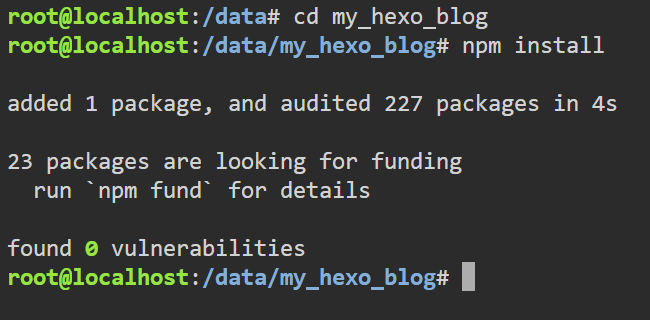 root@localhost:/data# cd my_hexo_blog
root@localhost:/data/my_hexo_blog# npm install
added 1 package, and audited 227 packages in 4s
23 packages are looking for funding
run `npm fund` for details
found 0 vulnerabilities
root@localhost:/data/my_hexo_blog#